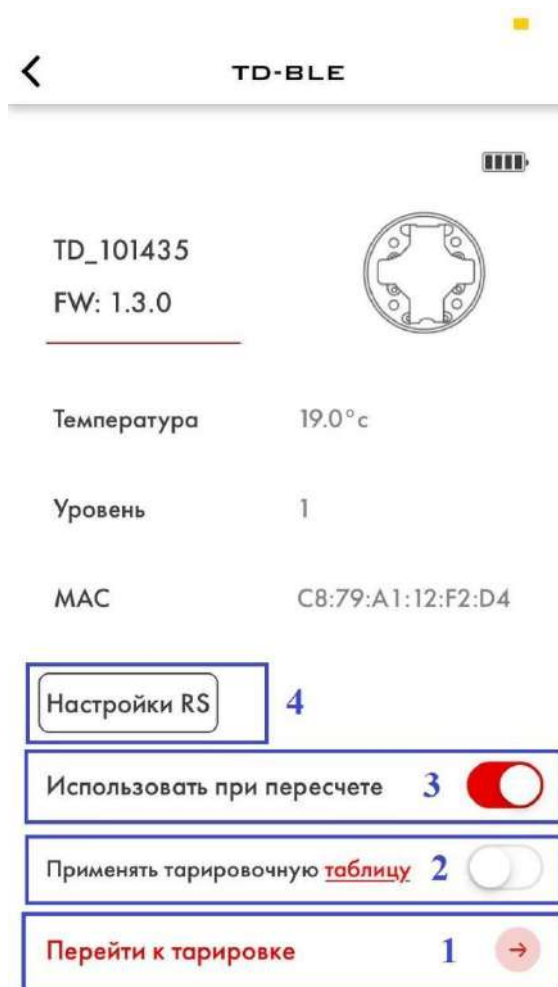 TD-BLE
TD_101435
FW: 1.3.0
Температура 19.0°c
Уровень 1
MAC C8:79:A1:12:F2:D4
Настройки RS 4
Использовать при пересчете 3
Применять тарировочную таблицу 2
Перейти к тарировке 1